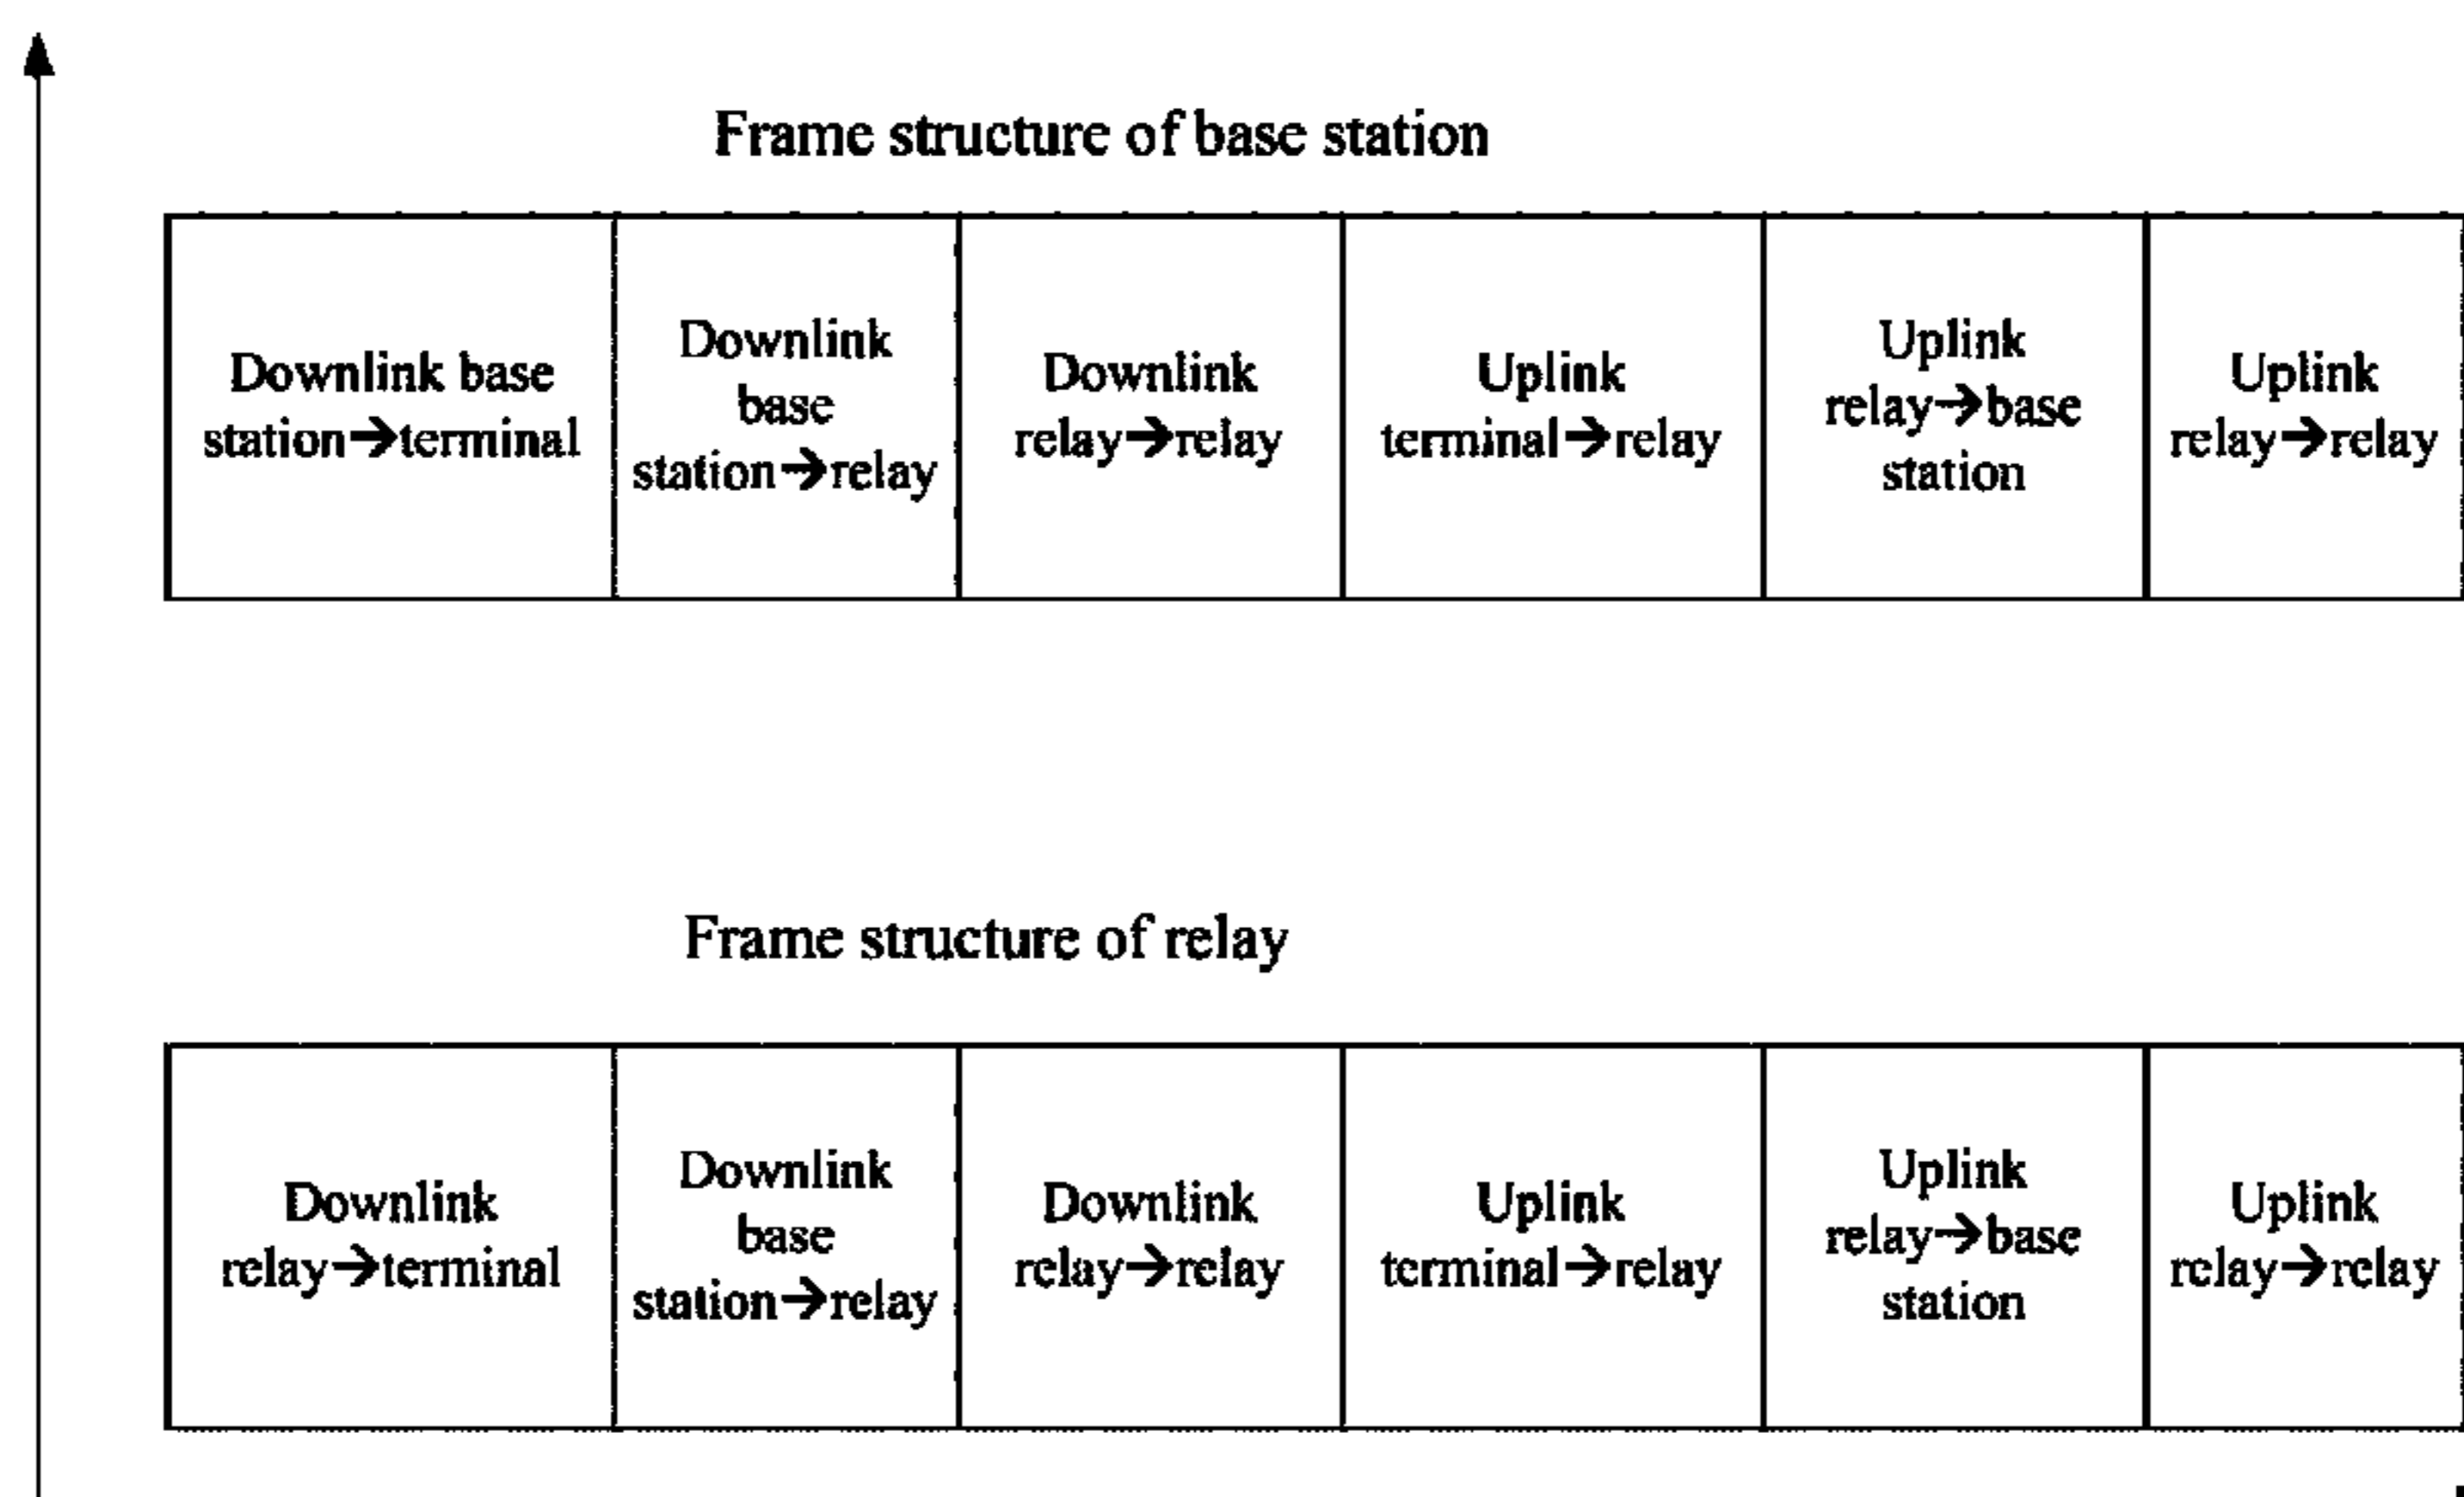 Frame structure of base station
Downlink base
station→terminal
Downlink
base
station→relay
Downlink
relay→relay
Uplink
terminal→relay
Uplink
relay→base
station
Uplink
relay→relay
Frame structure of relay
Downlink
relay→terminal
Downlink
base
station→relay
Downlink
relay→relay
Uplink
terminal→relay
Uplink
relay→base
station
Uplink
relay→relay